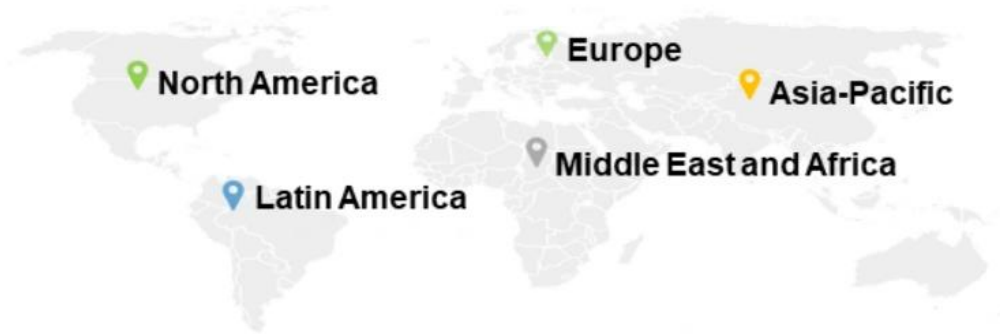 Europe
North America
Asia-Pacific
Middle East and Africa
Latin America